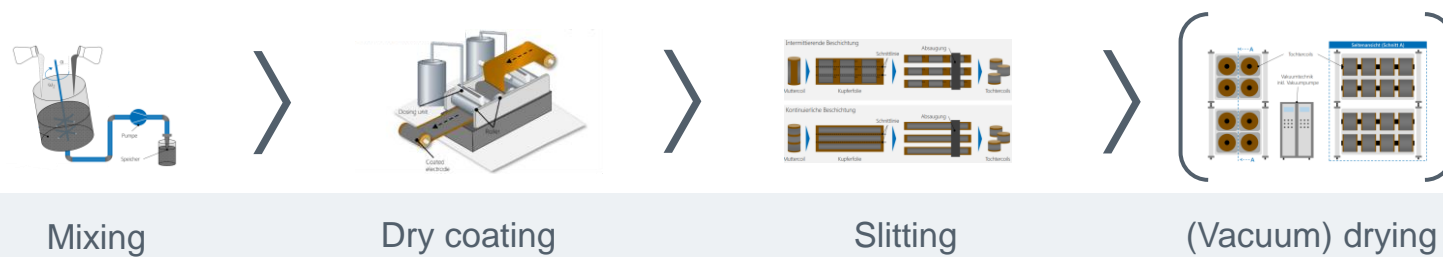 Pumpe
Speicher
Mixing
Dosing unit
Roller
Coated
electrode
Dry coating
Intermittierende Beschichtung
Absaugung
Schnittlinie
Muttercoil
Kupferfolie
Tochtercoils
Kontinuierliche Beschichtung
Absaugung
Schnittlinie
Muttercoil
Kupferfolie
Tochtercoils
Slitting
A
Seitenansicht (Schnitt A)
Tochtercoils
Vakuumtechnik
inkl. Vakuumpumpe
A
(Vacuum) drying